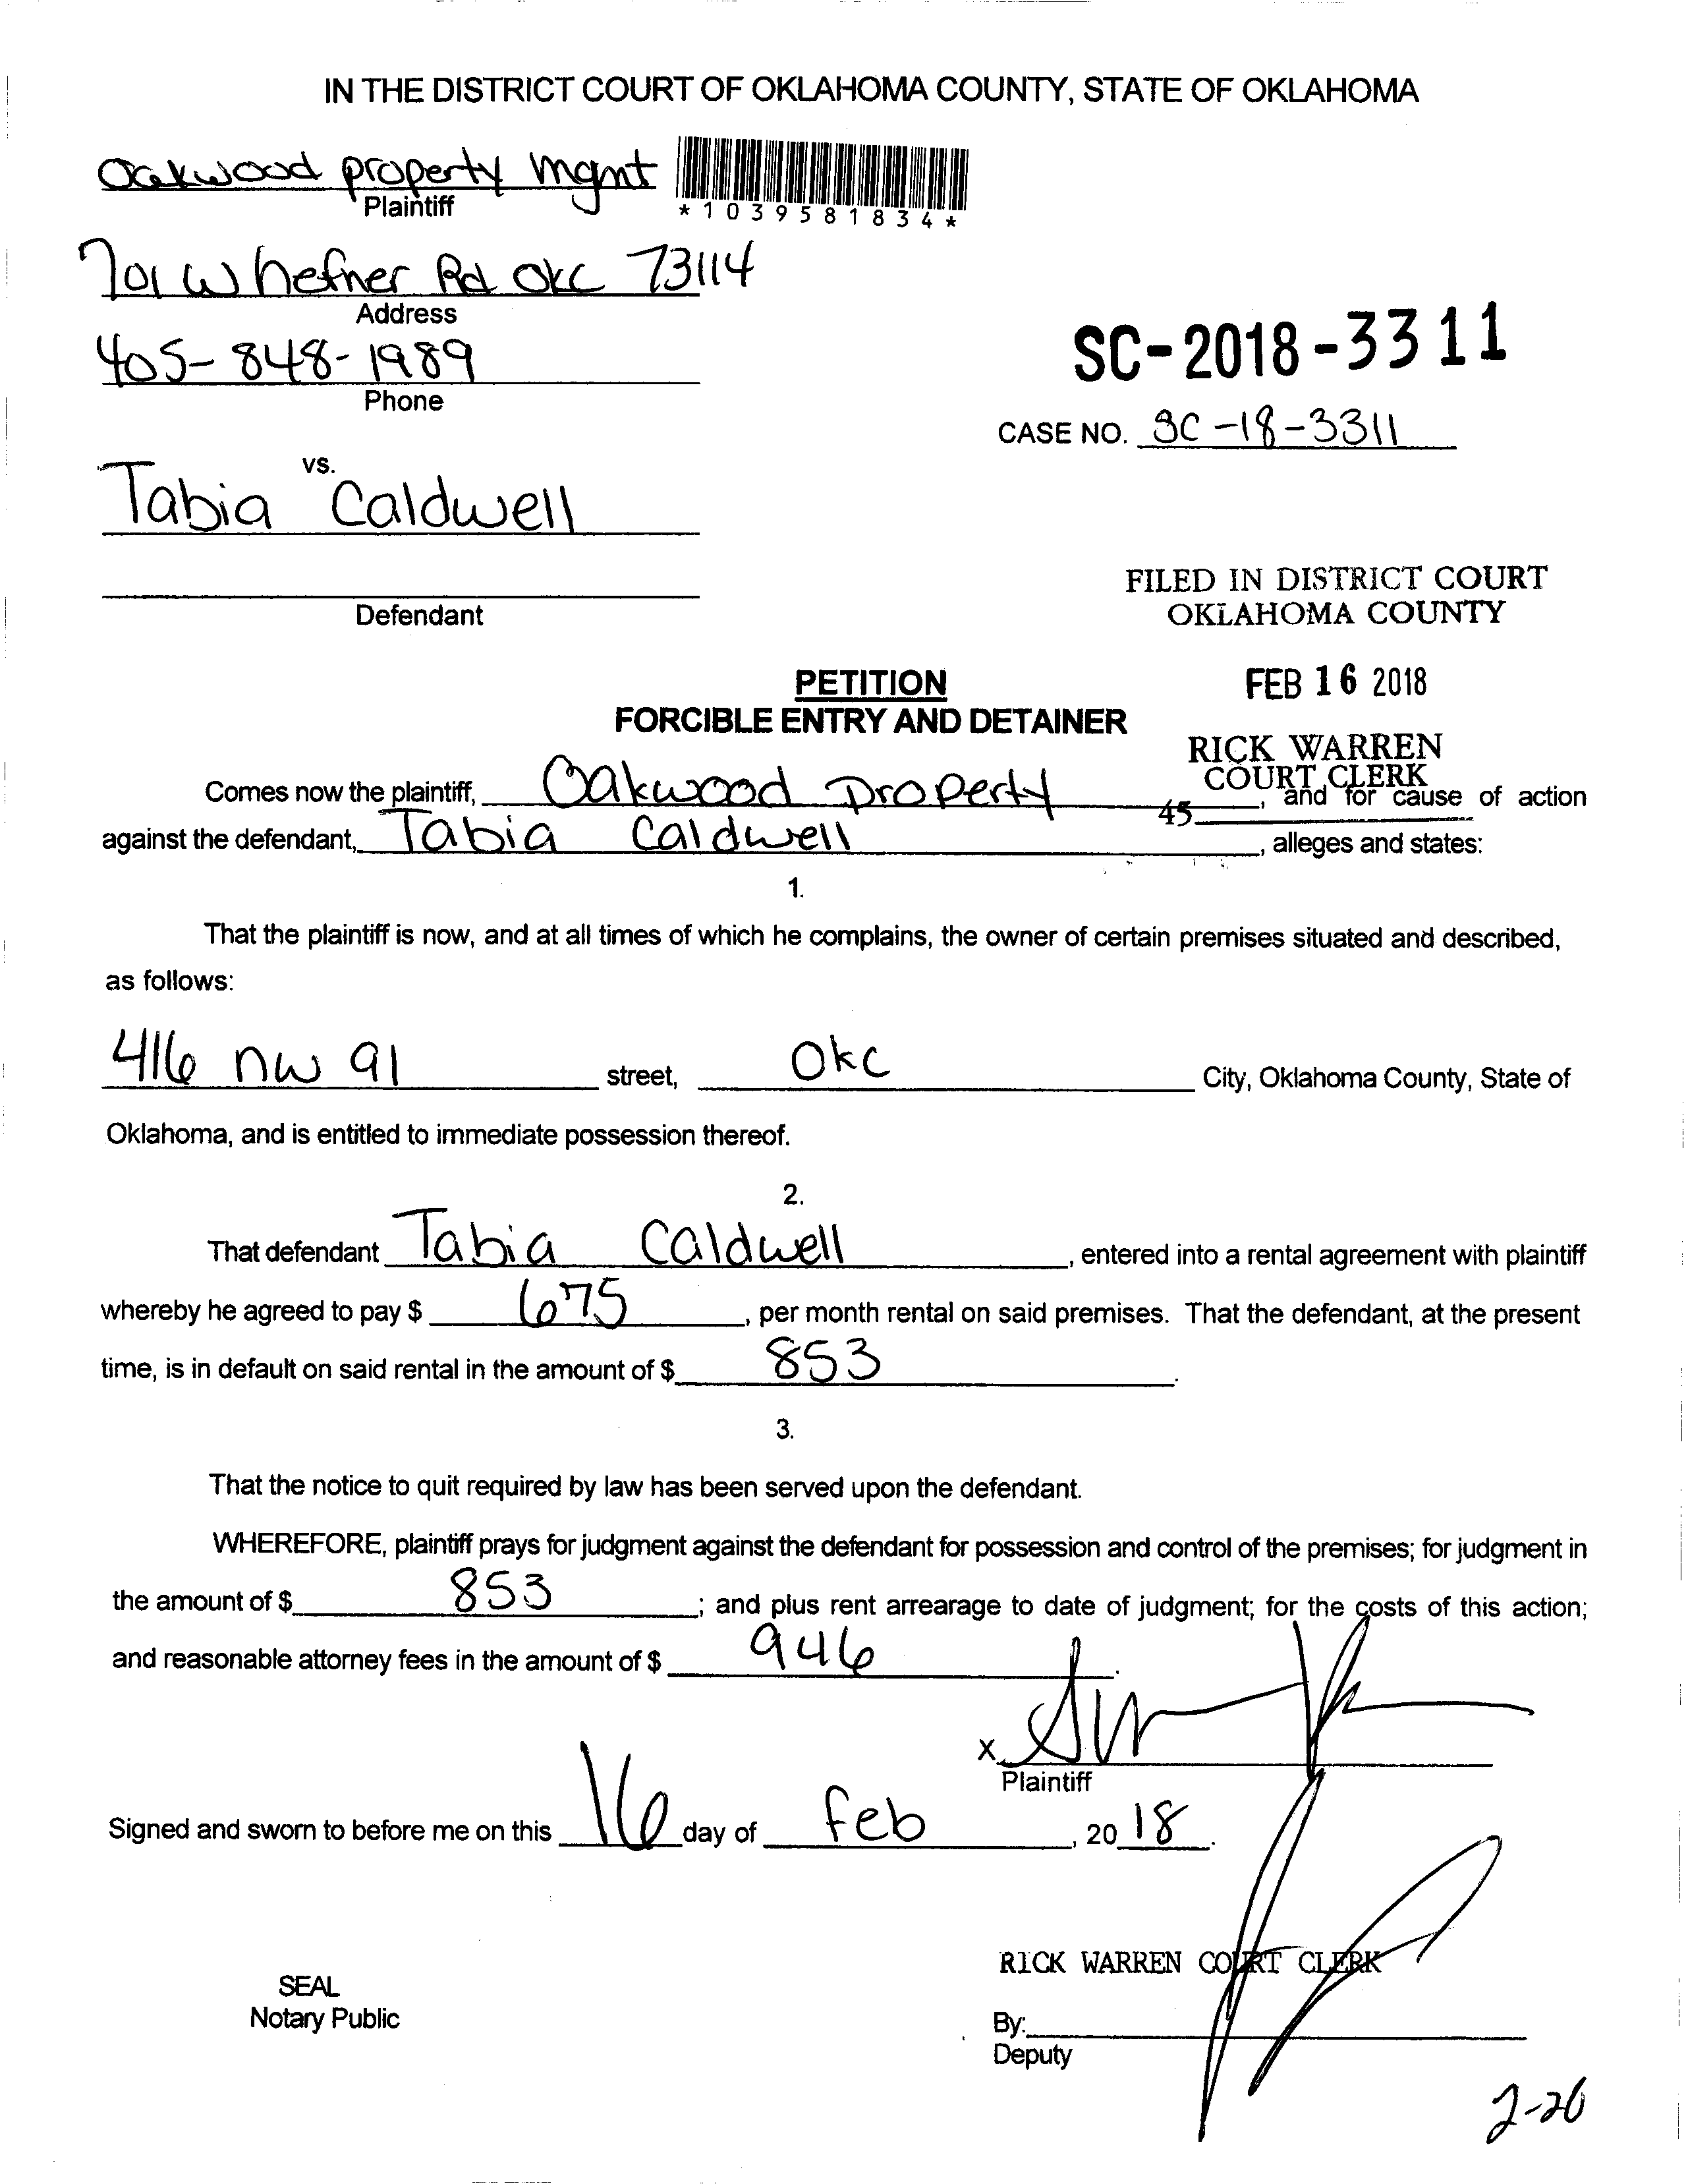 IN THE DISTRICT COURT OF OKLAHOMA COUNTY, STATE OF OKLAHOMA
Oakwood property mgmt
Plaintiff
*1039581834*
701 W hefner Rd OKC 73114
Address
405-848-1989
Phone
SC-2018-3311
CASE NO. SC-18-3311
vs.
Tabia Caldwell
Defendant
FILED IN DISTRICT COURT
OKLAHOMA COUNTY
FEB 16 2018
RICK WARREN
COURT CLERK
45
PETITION
FORCIBLE ENTRY AND DETAINER
Comes now the plaintiff, Oakwood Property, and for cause of action
against the defendant, Tabia Caldwell, alleges and states:
1.
That the plaintiff is now, and at all times of which he complains, the owner of certain premises situated and described,
as follows:
416 nw 91 street, OKC City, Oklahoma County, State of
Oklahoma, and is entitled to immediate possession thereof.
2.
That defendant Tabia Caldwell, entered into a rental agreement with plaintiff
whereby he agreed to pay $ 675, per month rental on said premises. That the defendant, at the present
time, is in default on said rental in the amount of $ 853.
3.
That the notice to quit required by law has been served upon the defendant.
WHEREFORE, plaintiff prays for judgment against the defendant for possession and control of the premises; for judgment in
the amount of $ 853; and plus rent arrearage to date of judgment; for the costs of this action;
and reasonable attorney fees in the amount of $ 946.
X
Plaintiff
Signed and sworn to before me on this 16 day of feb, 2018.
RICK WARREN COURT CLERK
SEAL
Notary Public
By:
Deputy
2-26